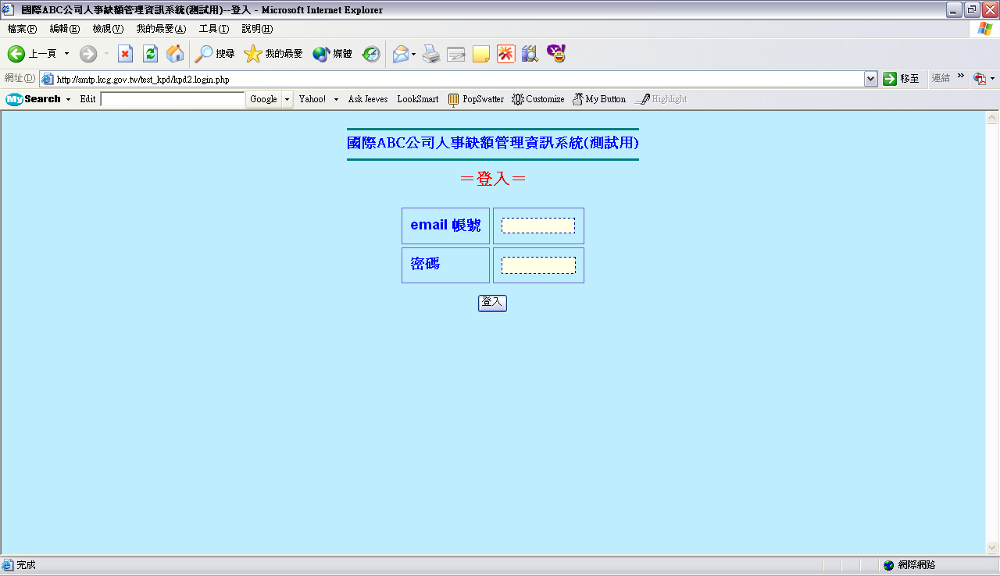 國際ABC公司人事缺額管理資訊系統(測試用)--登入 - Microsoft Internet Explorer
檔案(F) 編輯(E) 檢視(V) 我的最愛(A) 工具(T) 說明(H)
上一頁 搜尋 我的最愛 媒體
網址(D) http://smtp.kcg.gov.tw/test_kpd/kpd2.login.php 移至 連結 »
My Search Edit Google Yahoo! Ask Jeeves LookSmart PopSwatter Customize My Button Highlight
國際ABC公司人事缺額管理資訊系統(測試用)
＝登入＝
email 帳號
密碼
登入
完成 網際網路